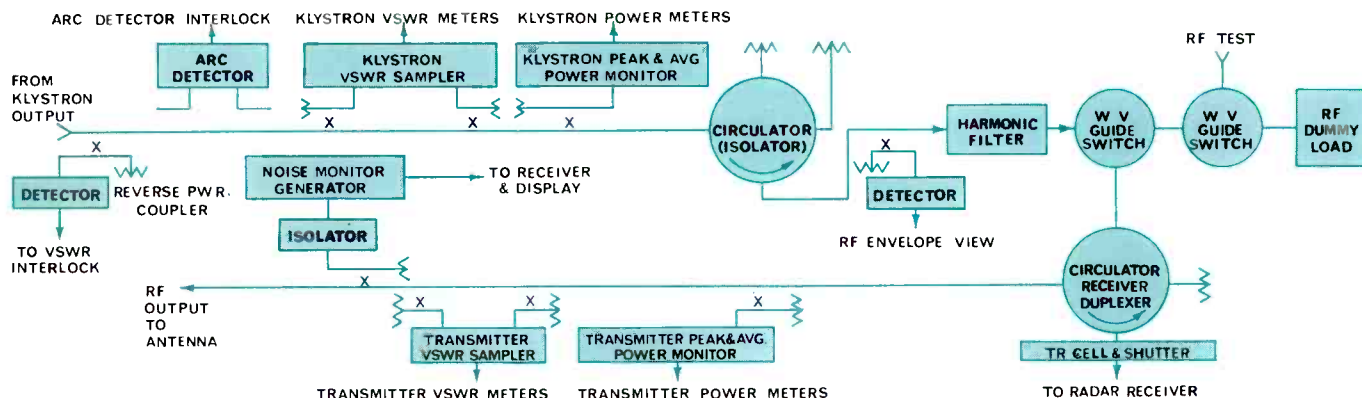 ARC DETECTOR INTERLOCK
KLYSTRON VSWR METERS
KLYSTRON POWER METERS
RF TEST
ARC
DETECTOR
KLYSTRON
VSWR SAMPLER
KLYSTRON PEAK & AVG
POWER MONITOR
FROM
KLYSTRON
OUTPUT
X
X
X
CIRCULATOR
(ISOLATOR)
HARMONIC
FILTER
W V
GUIDE
SWITCH
W V
GUIDE
SWITCH
RF
DUMMY
LOAD
X
DETECTOR
REVERSE PWR.
COUPLER
NOISE MONITOR
GENERATOR
TO RECEIVER
& DISPLAY
X
DETECTOR
TO VSWR
INTERLOCK
ISOLATOR
RF ENVELOPE VIEW
X
RF
OUTPUT
TO
ANTENNA
X
X
X
CIRCULATOR
RECEIVER
DUPLEXER
TRANSMITTER
VSWR SAMPLER
TRANSMITTER PEAK&AVG.
POWER MONITOR
TR CELL & SHUTTER
TRANSMITTER VSWR METERS
TRANSMITTER POWER METERS
TO RADAR RECEIVER